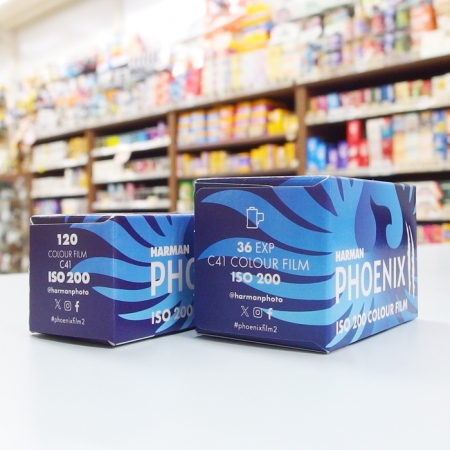 120
COLOUR FILM
C41
ISO 200
@harmanphoto
#phoenixfilm2
HARMAN
PHO
ISO 200
36 EXP
C41 COLOUR FILM
ISO 200
@harmanphoto
#phoenixfilm2
HARMAN
PHOENIX
ISO 200 COLOUR FILM